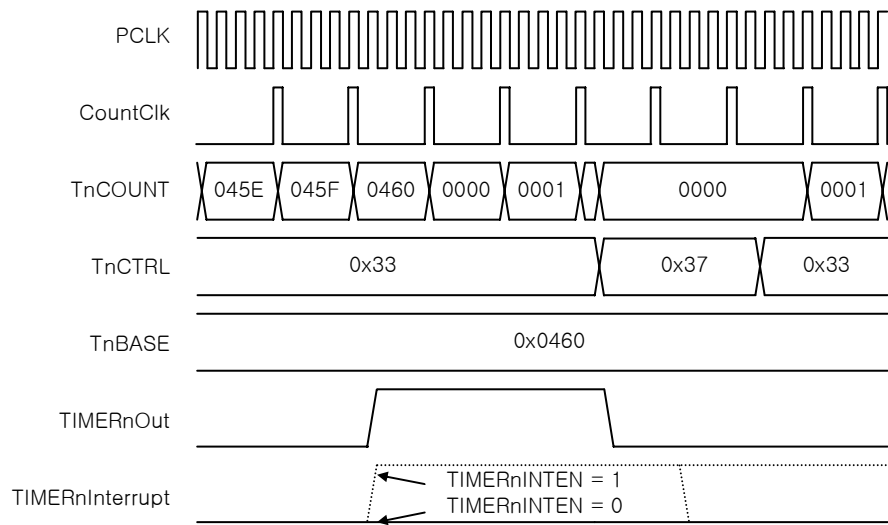 PCLK
CountClk
TnCOUNT 045E 045F 0460 0000 0001 0000 0001
TnCTRL 0x33 0x37 0x33
TnBASE 0x0460
TIMERnOut
TIMERnInterrupt TIMERnINTEN = 1
TIMERnINTEN = 0